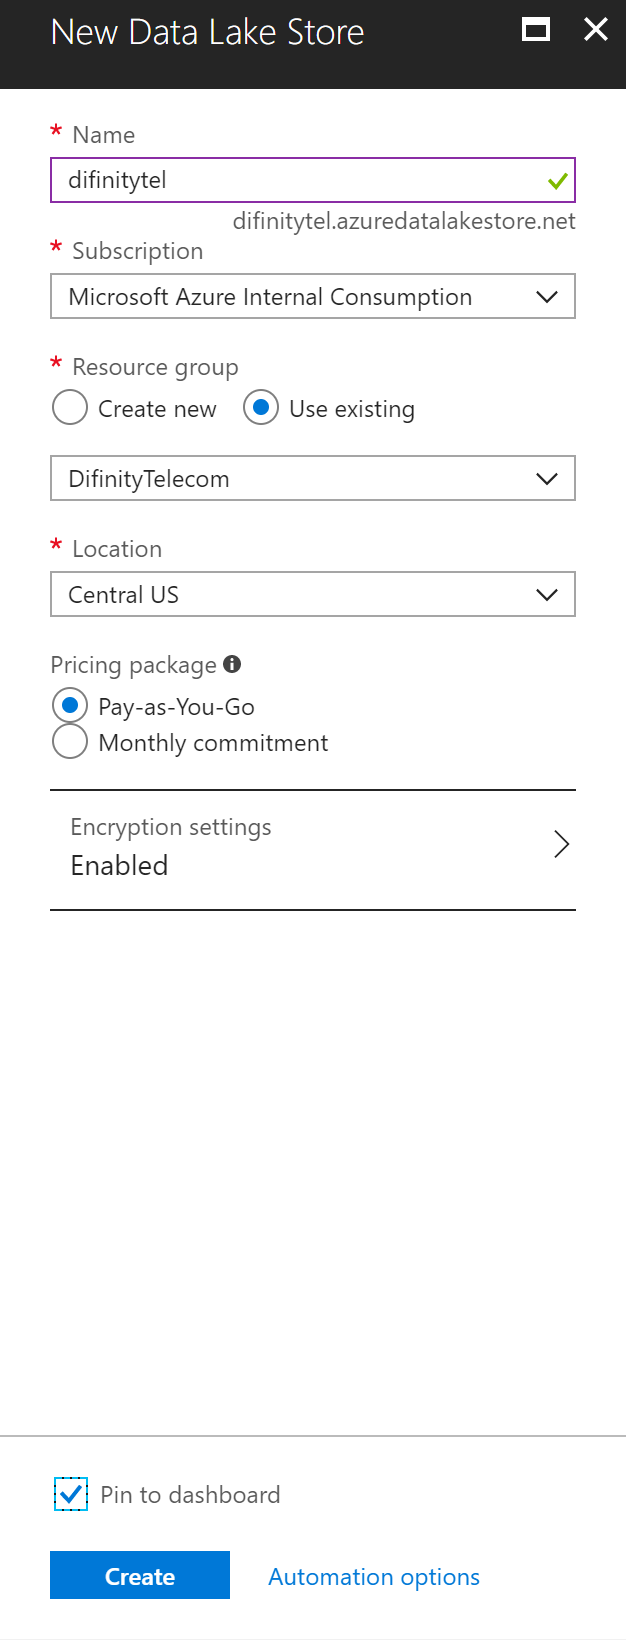 New Data Lake Store
* Name
difinitytel
difinitytel.azuredatalakestore.net
* Subscription
Microsoft Azure Internal Consumption
* Resource group
Create new Use existing
DifinityTelecom
* Location
Central US
Pricing package
Pay-as-You-Go
Monthly commitment
Encryption settings
Enabled
Pin to dashboard
Create Automation options